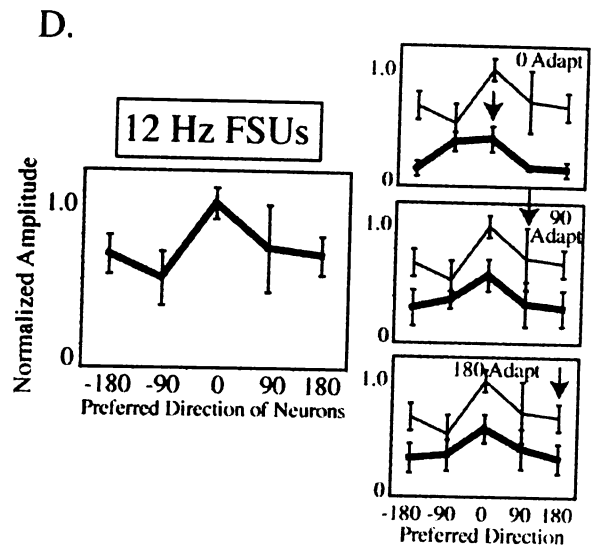 D.
12 Hz FSUs
Normalized Amplitude
1.0
0
-180 -90 0 90 180
Preferred Direction of Neurons
0 Adapt
1.0
0
90
Adapt
1.0
0
180 Adapt
1.0
0
-180 -90 0 90 180
Preferred Direction